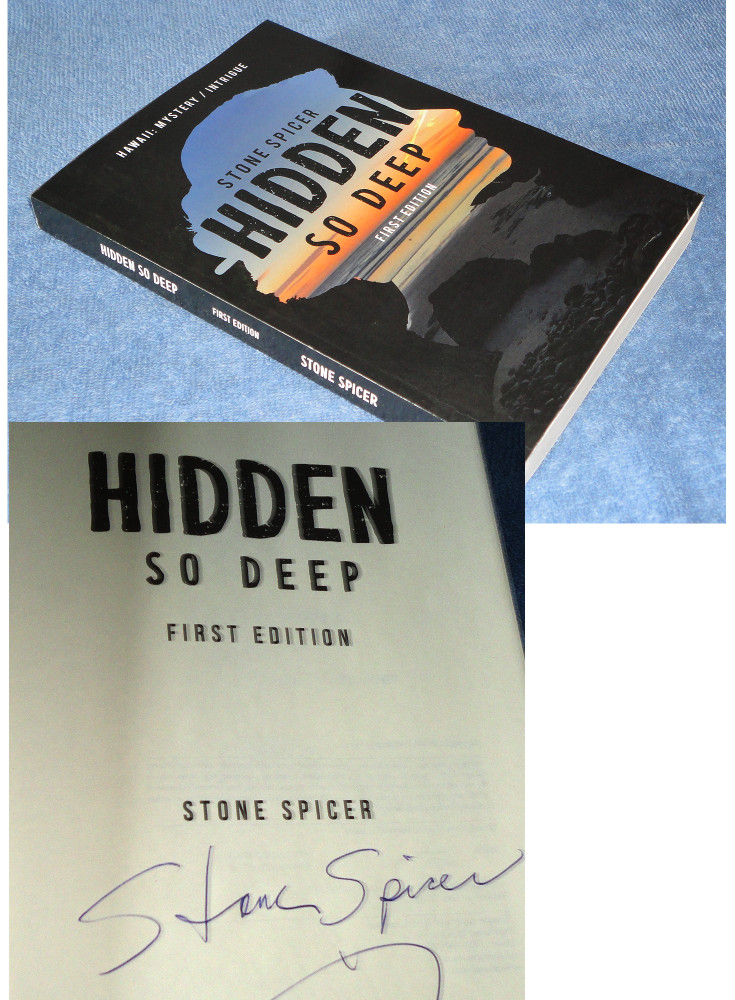 HAWAII: MYSTERY / INTRIGUE
STONE SPICER
HIDDEN
SO DEEP
FIRST EDITION
HIDDEN SO DEEP
FIRST EDITION
STONE SPICER
HIDDEN
SO DEEP
FIRST EDITION
STONE SPICER
Stone Spicer